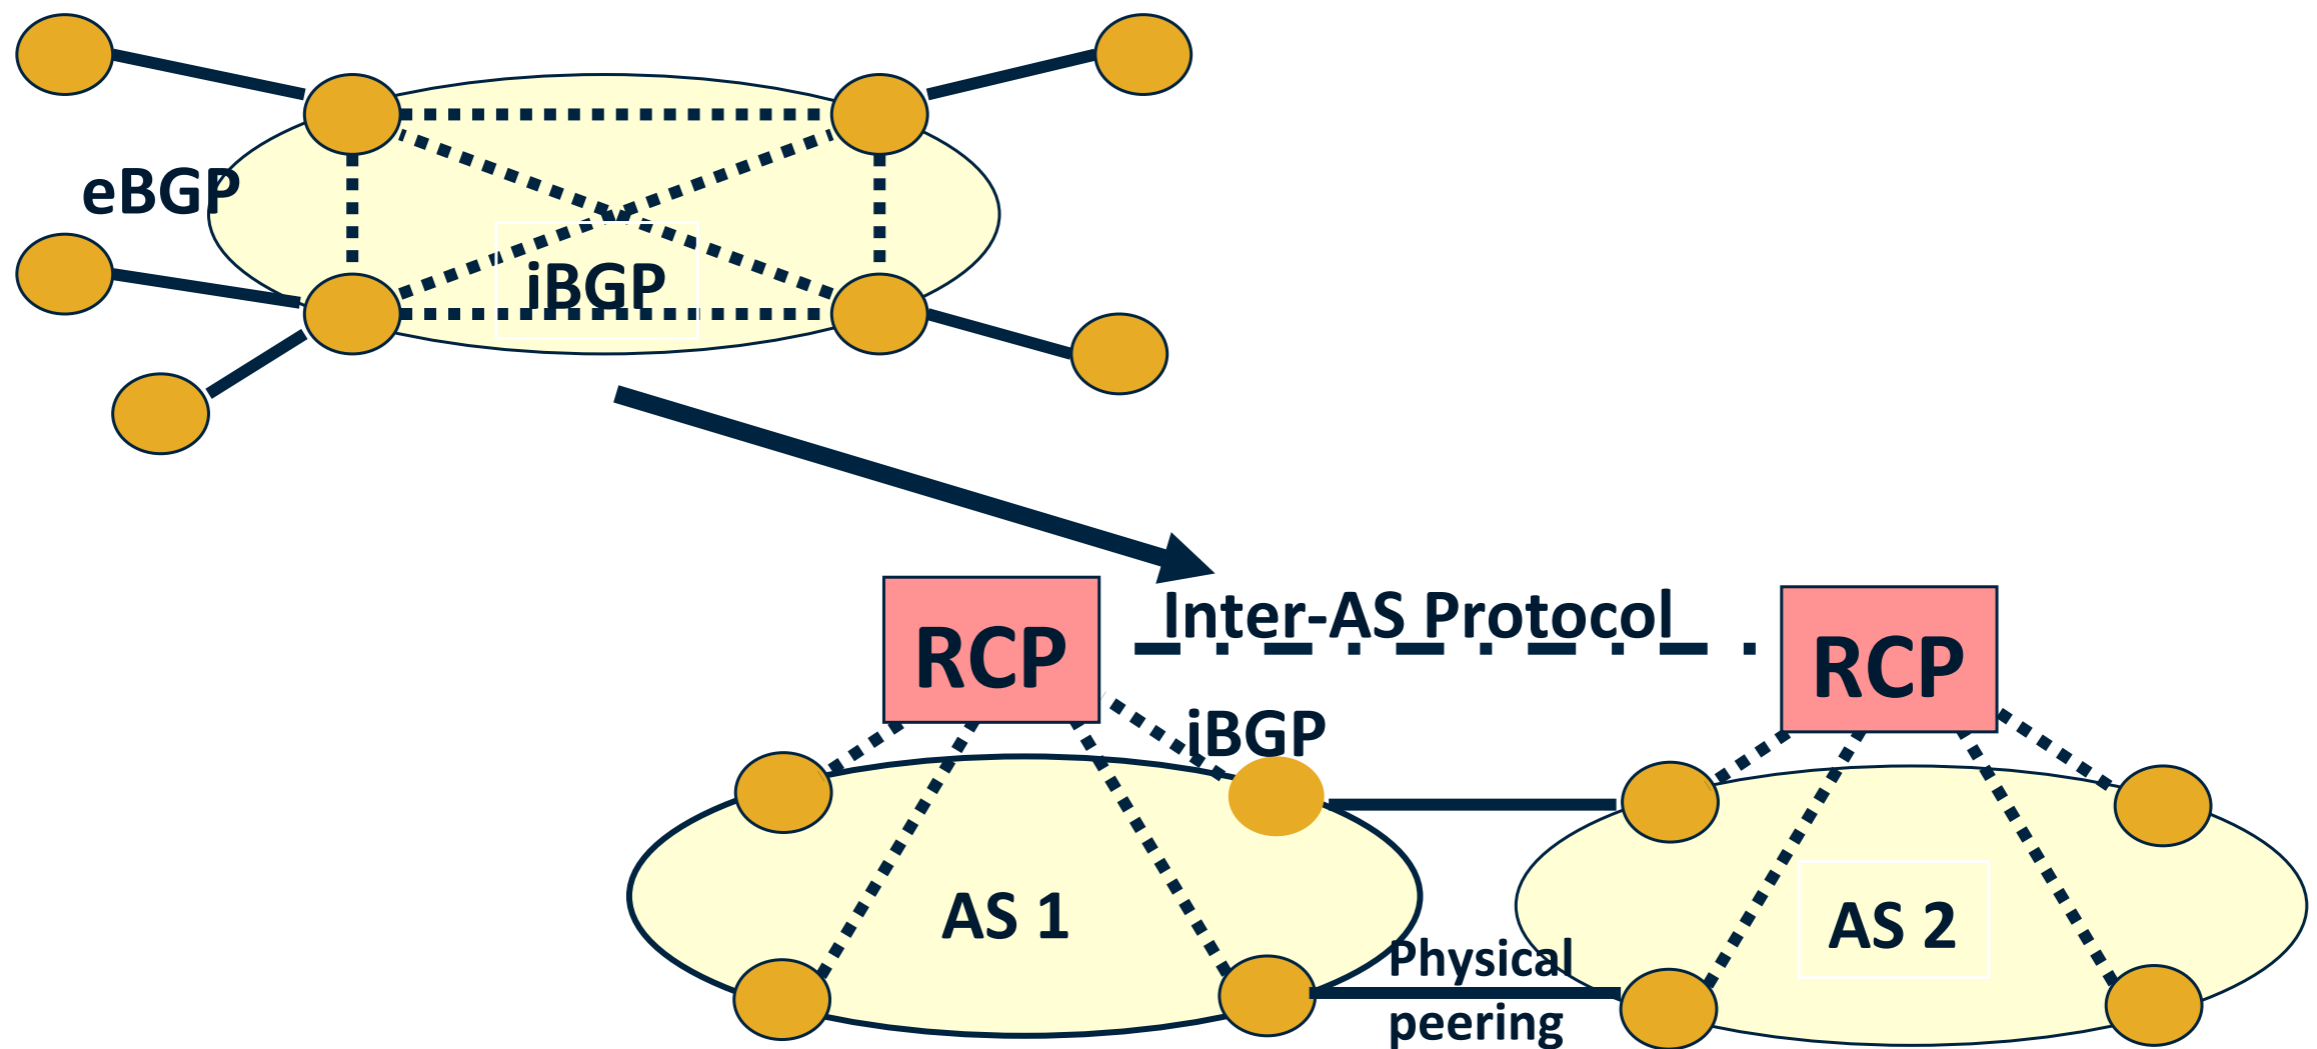 eBGP
iBGP
Inter-AS Protocol
RCP
RCP
iBGP
AS 1
AS 2
Physical
peering